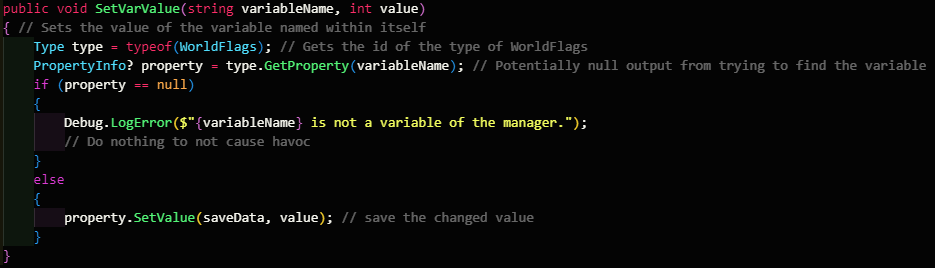 public void SetVarValue(string variableName, int value)
{ // Sets the value of the variable named within itself
    Type type = typeof(WorldFlags); // Gets the id of the type of WorldFlags
    PropertyInfo? property = type.GetProperty(variableName); // Potentially null output from trying to find the variable
    if (property == null)
    {
        Debug.LogError($"{variableName} is not a variable of the manager.");
        // Do nothing to not cause havoc
    }
    else
    {
        property.SetValue(saveData, value); // save the changed value
    }
}